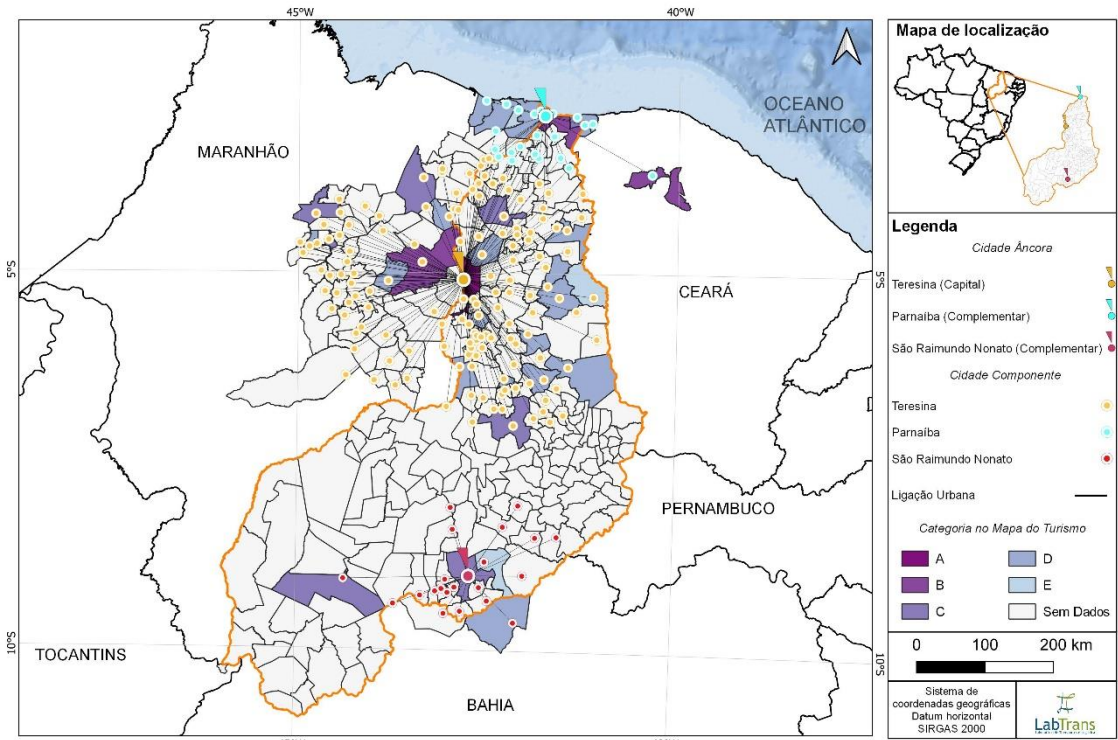 45°W
40°W
OCEANO
ATLÂNTICO
MARANHÃO
5°S
5°S
CEARÁ
PERNAMBUCO
10°S
10°S
TOCANTINS
BAHIA
Mapa de localização
Legenda
Cidade Âncora
Teresina (Capital)
Parnaíba (Complementar)
São Raimundo Nonato (Complementar)
Cidade Componente
Teresina
Parnaíba
São Raimundo Nonato
Ligação Urbana
Categoria no Mapa do Turismo
A
D
B
E
C
Sem Dados
0 100 200 km
Sistema de
coordenadas geográficas
Datum horizontal
SIRGAS 2000
LabTrans